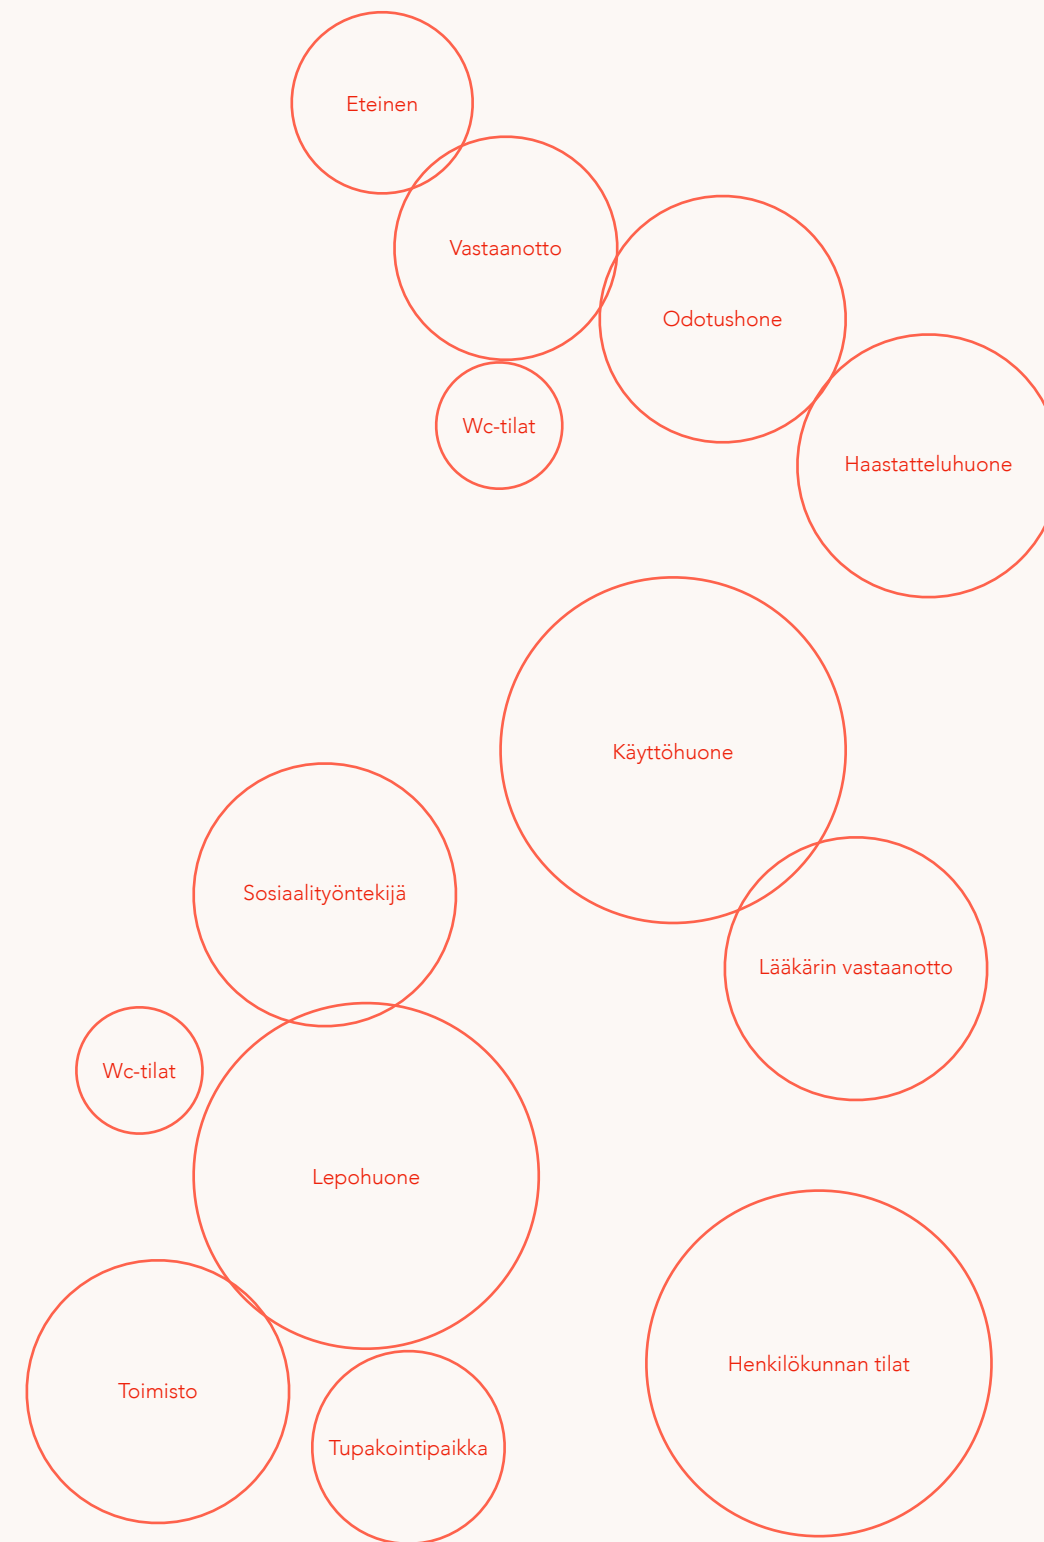 Eteinen
Vastaanotto
Odotushone
Wc-tilat
Haastatteluhuone
Käyttöhuone
Sosiaalityöntekijä
Lääkärin vastaanotto
Wc-tilat
Lepohuone
Henkilökunnan tilat
Toimisto
Tupakointipaikka